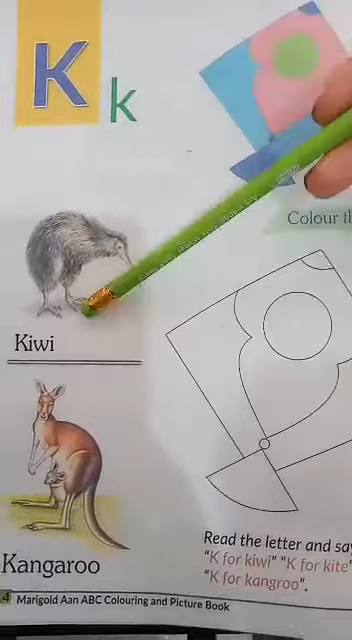 K k
Colour th
Kiwi
Kangaroo
Read the letter and say
"K for kiwi" "K for kite"
"K for kangroo".
4 Marigold Aan ABC Colouring and Picture Book